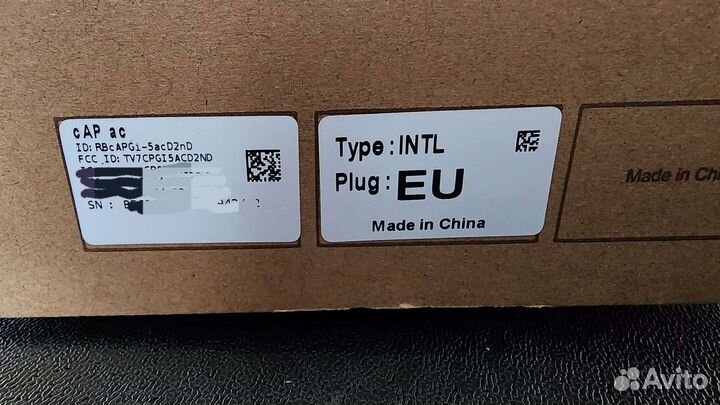 cAP ac
ID: RBcAPGi-5acD2nD
FCC ID: TV7CPGI5ACD2ND
SN :
Type: INTL
Plug: EU
Made in China
Made in Chi
Avito